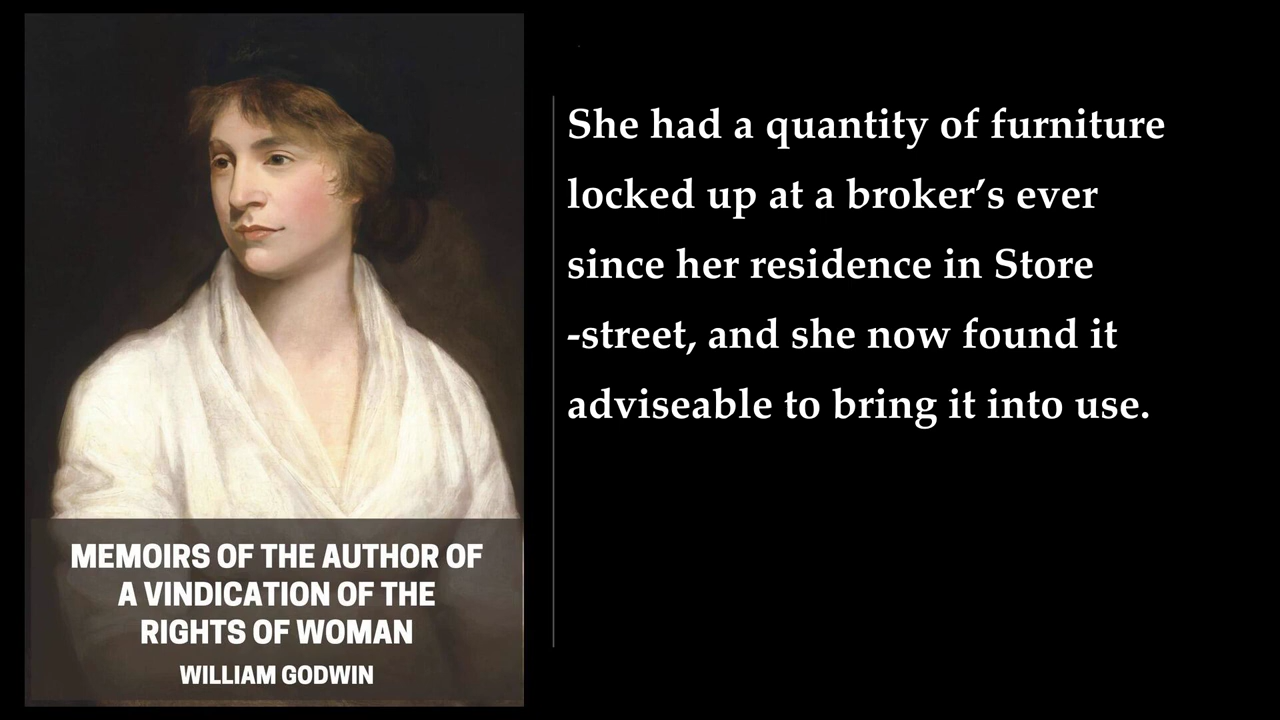 She had a quantity of furniture
locked up at a broker’s ever
since her residence in Store
-street, and she now found it
adviseable to bring it into use.
MEMOIRS OF THE AUTHOR OF
A VINDICATION OF THE
RIGHTS OF WOMAN
WILLIAM GODWIN